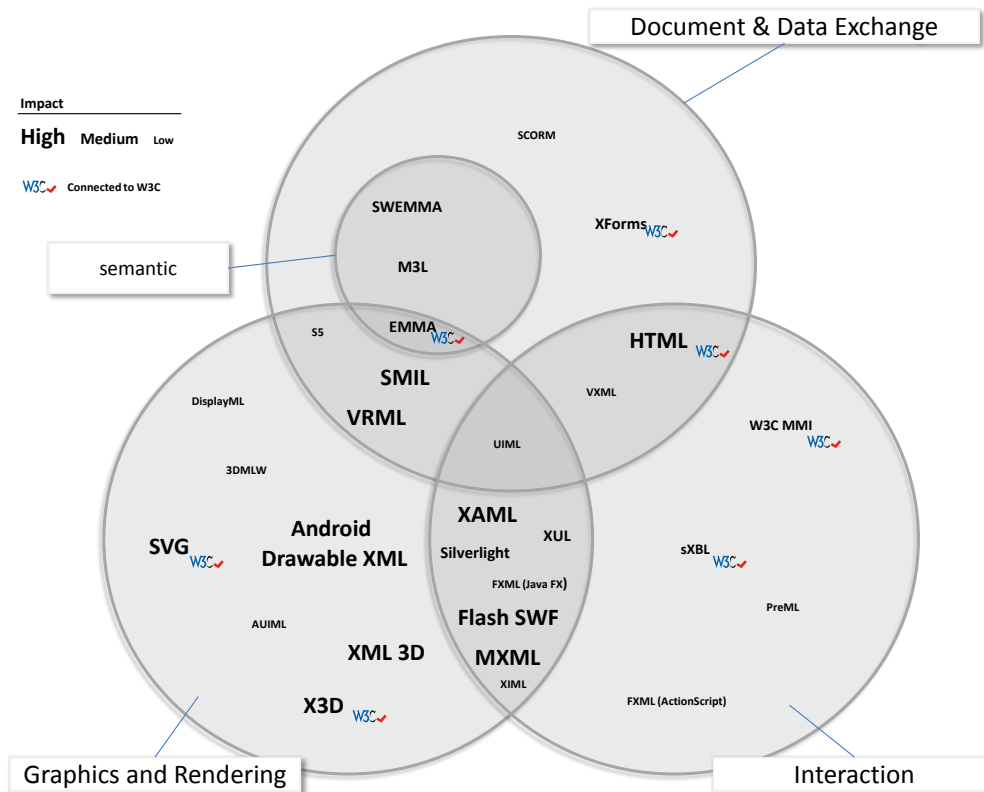 Document & Data Exchange
Impact
High Medium Low
W3C Connected to W3C
SCORM
SWEMMA
XForms W3C
semantic
M3L
S5
EMMA W3C
HTML W3C
SMIL
DisplayML
VXML
VRML
W3C MMI W3C
UIML
3DMLW
XAML
Android
Drawable XML
XUL
SVG W3C
Silverlight
sXBL W3C
FXML (Java FX)
PreML
Flash SWF
AUIML
XML 3D
MXML
XIML
X3D W3C
FXML (ActionScript)
Graphics and Rendering
Interaction